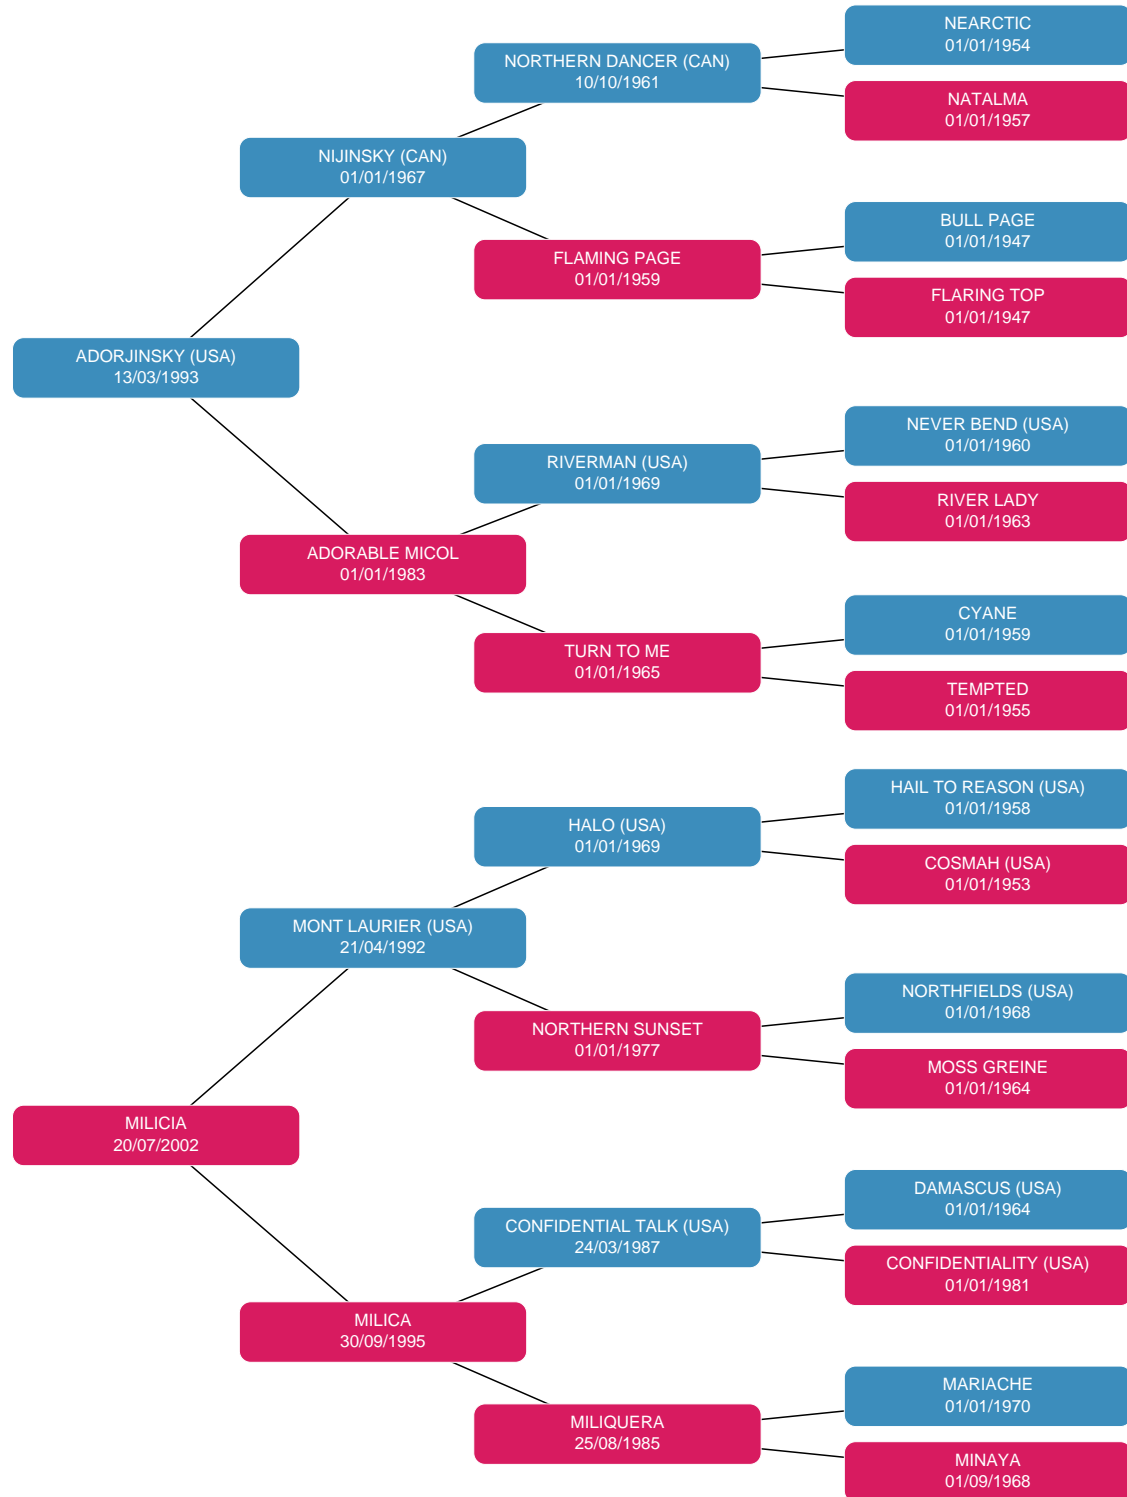 NEARCTIC
01/01/1954
NORTHERN DANCER (CAN)
10/10/1961
NATALMA
01/01/1957
NIJINSKY (CAN)
01/01/1967
BULL PAGE
01/01/1947
FLAMING PAGE
01/01/1959
FLARING TOP
01/01/1947
ADORJINSKY (USA)
13/03/1993
NEVER BEND (USA)
01/01/1960
RIVERMAN (USA)
01/01/1969
RIVER LADY
01/01/1963
ADORABLE MICOL
01/01/1983
CYANE
01/01/1959
TURN TO ME
01/01/1965
TEMPTED
01/01/1955
HAIL TO REASON (USA)
01/01/1958
HALO (USA)
01/01/1969
COSMAH (USA)
01/01/1953
MONT LAURIER (USA)
21/04/1992
NORTHFIELDS (USA)
01/01/1968
NORTHERN SUNSET
01/01/1977
MOSS GREINE
01/01/1964
MILICIA
20/07/2002
DAMASCUS (USA)
01/01/1964
CONFIDENTIAL TALK (USA)
24/03/1987
CONFIDENTIALITY (USA)
01/01/1981
MILICA
30/09/1995
MARIACHE
01/01/1970
MILIQUERA
25/08/1985
MINAYA
01/09/1968